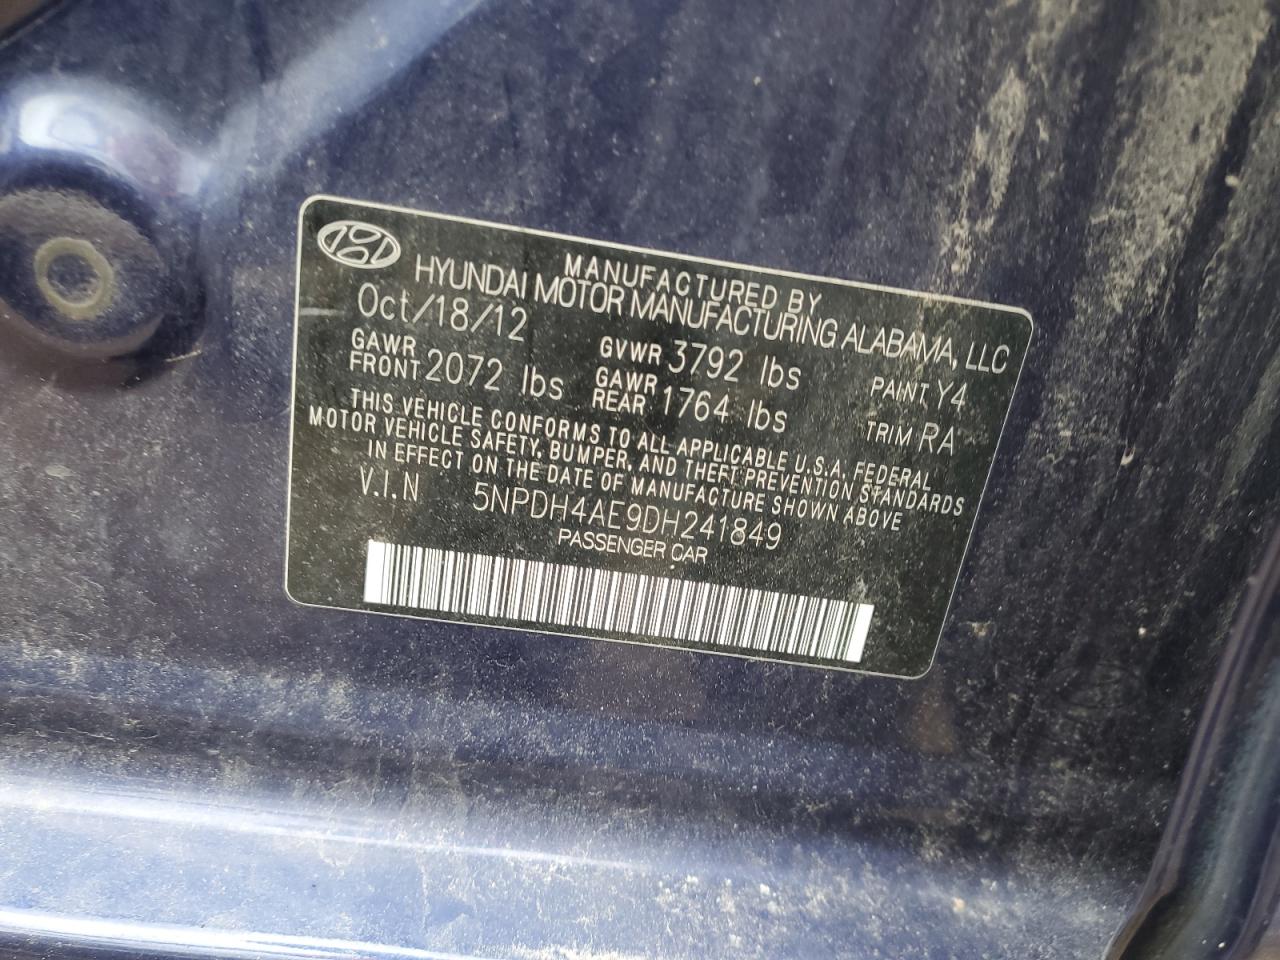 MANUFACTURED BY
HYUNDAI MOTOR MANUFACTURING ALABAMA, LLC
Oct/18/12
GVWR 3792 lbs
PAINT Y4
GAWR FRONT 2072 lbs
GAWR REAR 1764 lbs
TRIM RA
THIS VEHICLE CONFORMS TO ALL APPLICABLE U.S.A. FEDERAL
MOTOR VEHICLE SAFETY, BUMPER, AND THEFT PREVENTION STANDARDS
IN EFFECT ON THE DATE OF MANUFACTURE SHOWN ABOVE
V.I.N 5NPDH4AE9DH241849
PASSENGER CAR